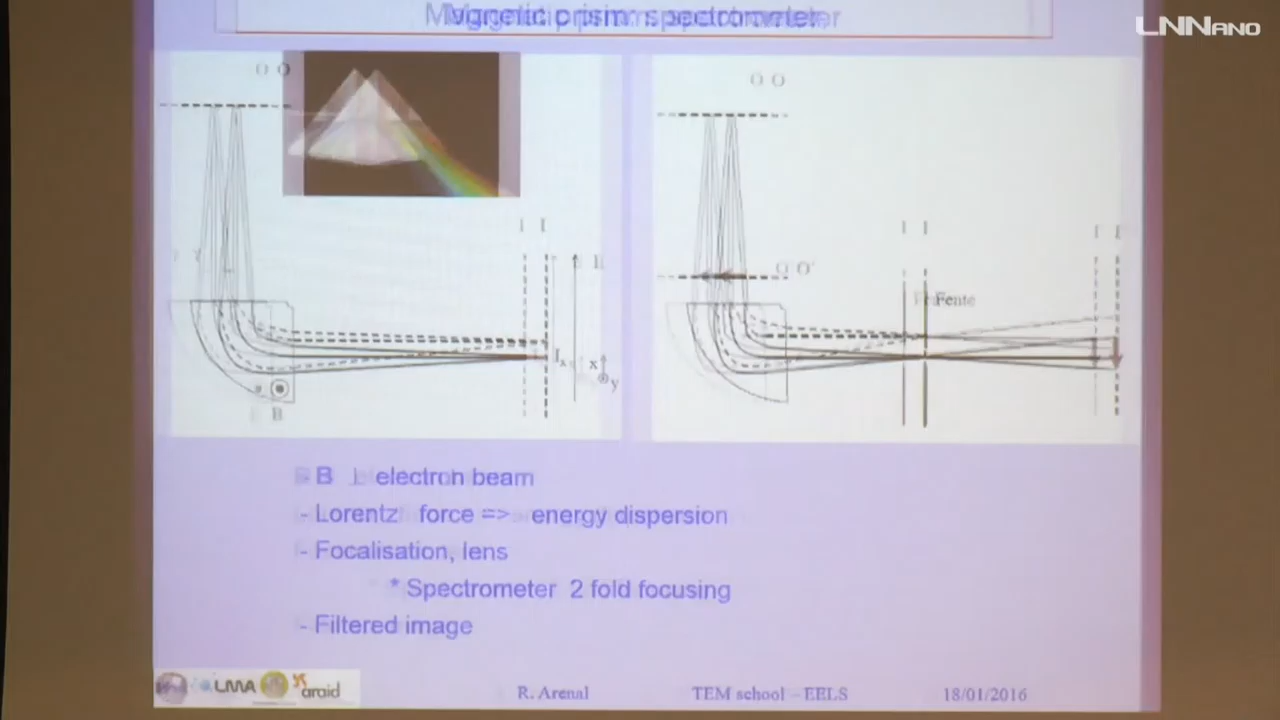 Magnetic prism: spectrometer
LNNano
O O
O O
I I
I I
I I
O O'
Fente
x
y
B
B ⊥ electron beam
- Lorentz force => energy dispersion
- Focalisation, lens
* Spectrometer 2 fold focusing
- Filtered image
LMA
araid
R. Arenal
TEM school – EELS
18/01/2016